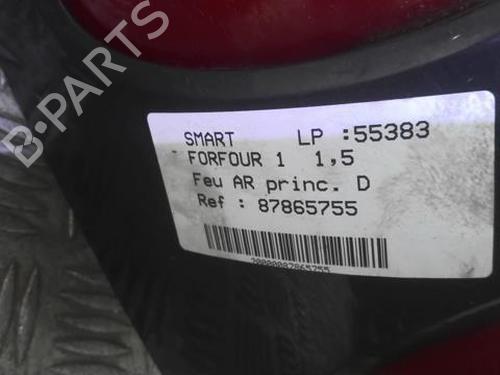 B-PARTS
SMART LP :55383
FORFOUR 1 1,5
Feu AR princ. D
Ref : 87865755